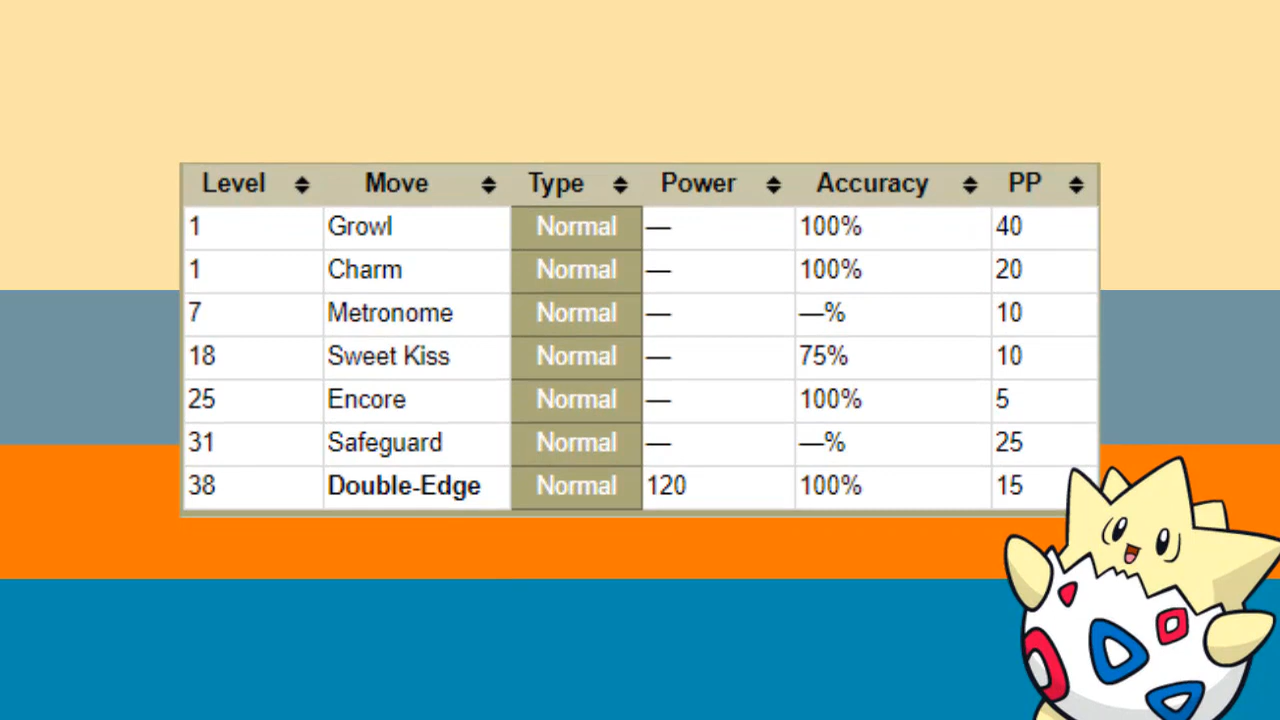 Level Move Type Power Accuracy PP
1 Growl Normal — 100% 40
1 Charm Normal — 100% 20
7 Metronome Normal — —% 10
18 Sweet Kiss Normal — 75% 10
25 Encore Normal — 100% 5
31 Safeguard Normal — —% 25
38 Double-Edge Normal 120 100% 15